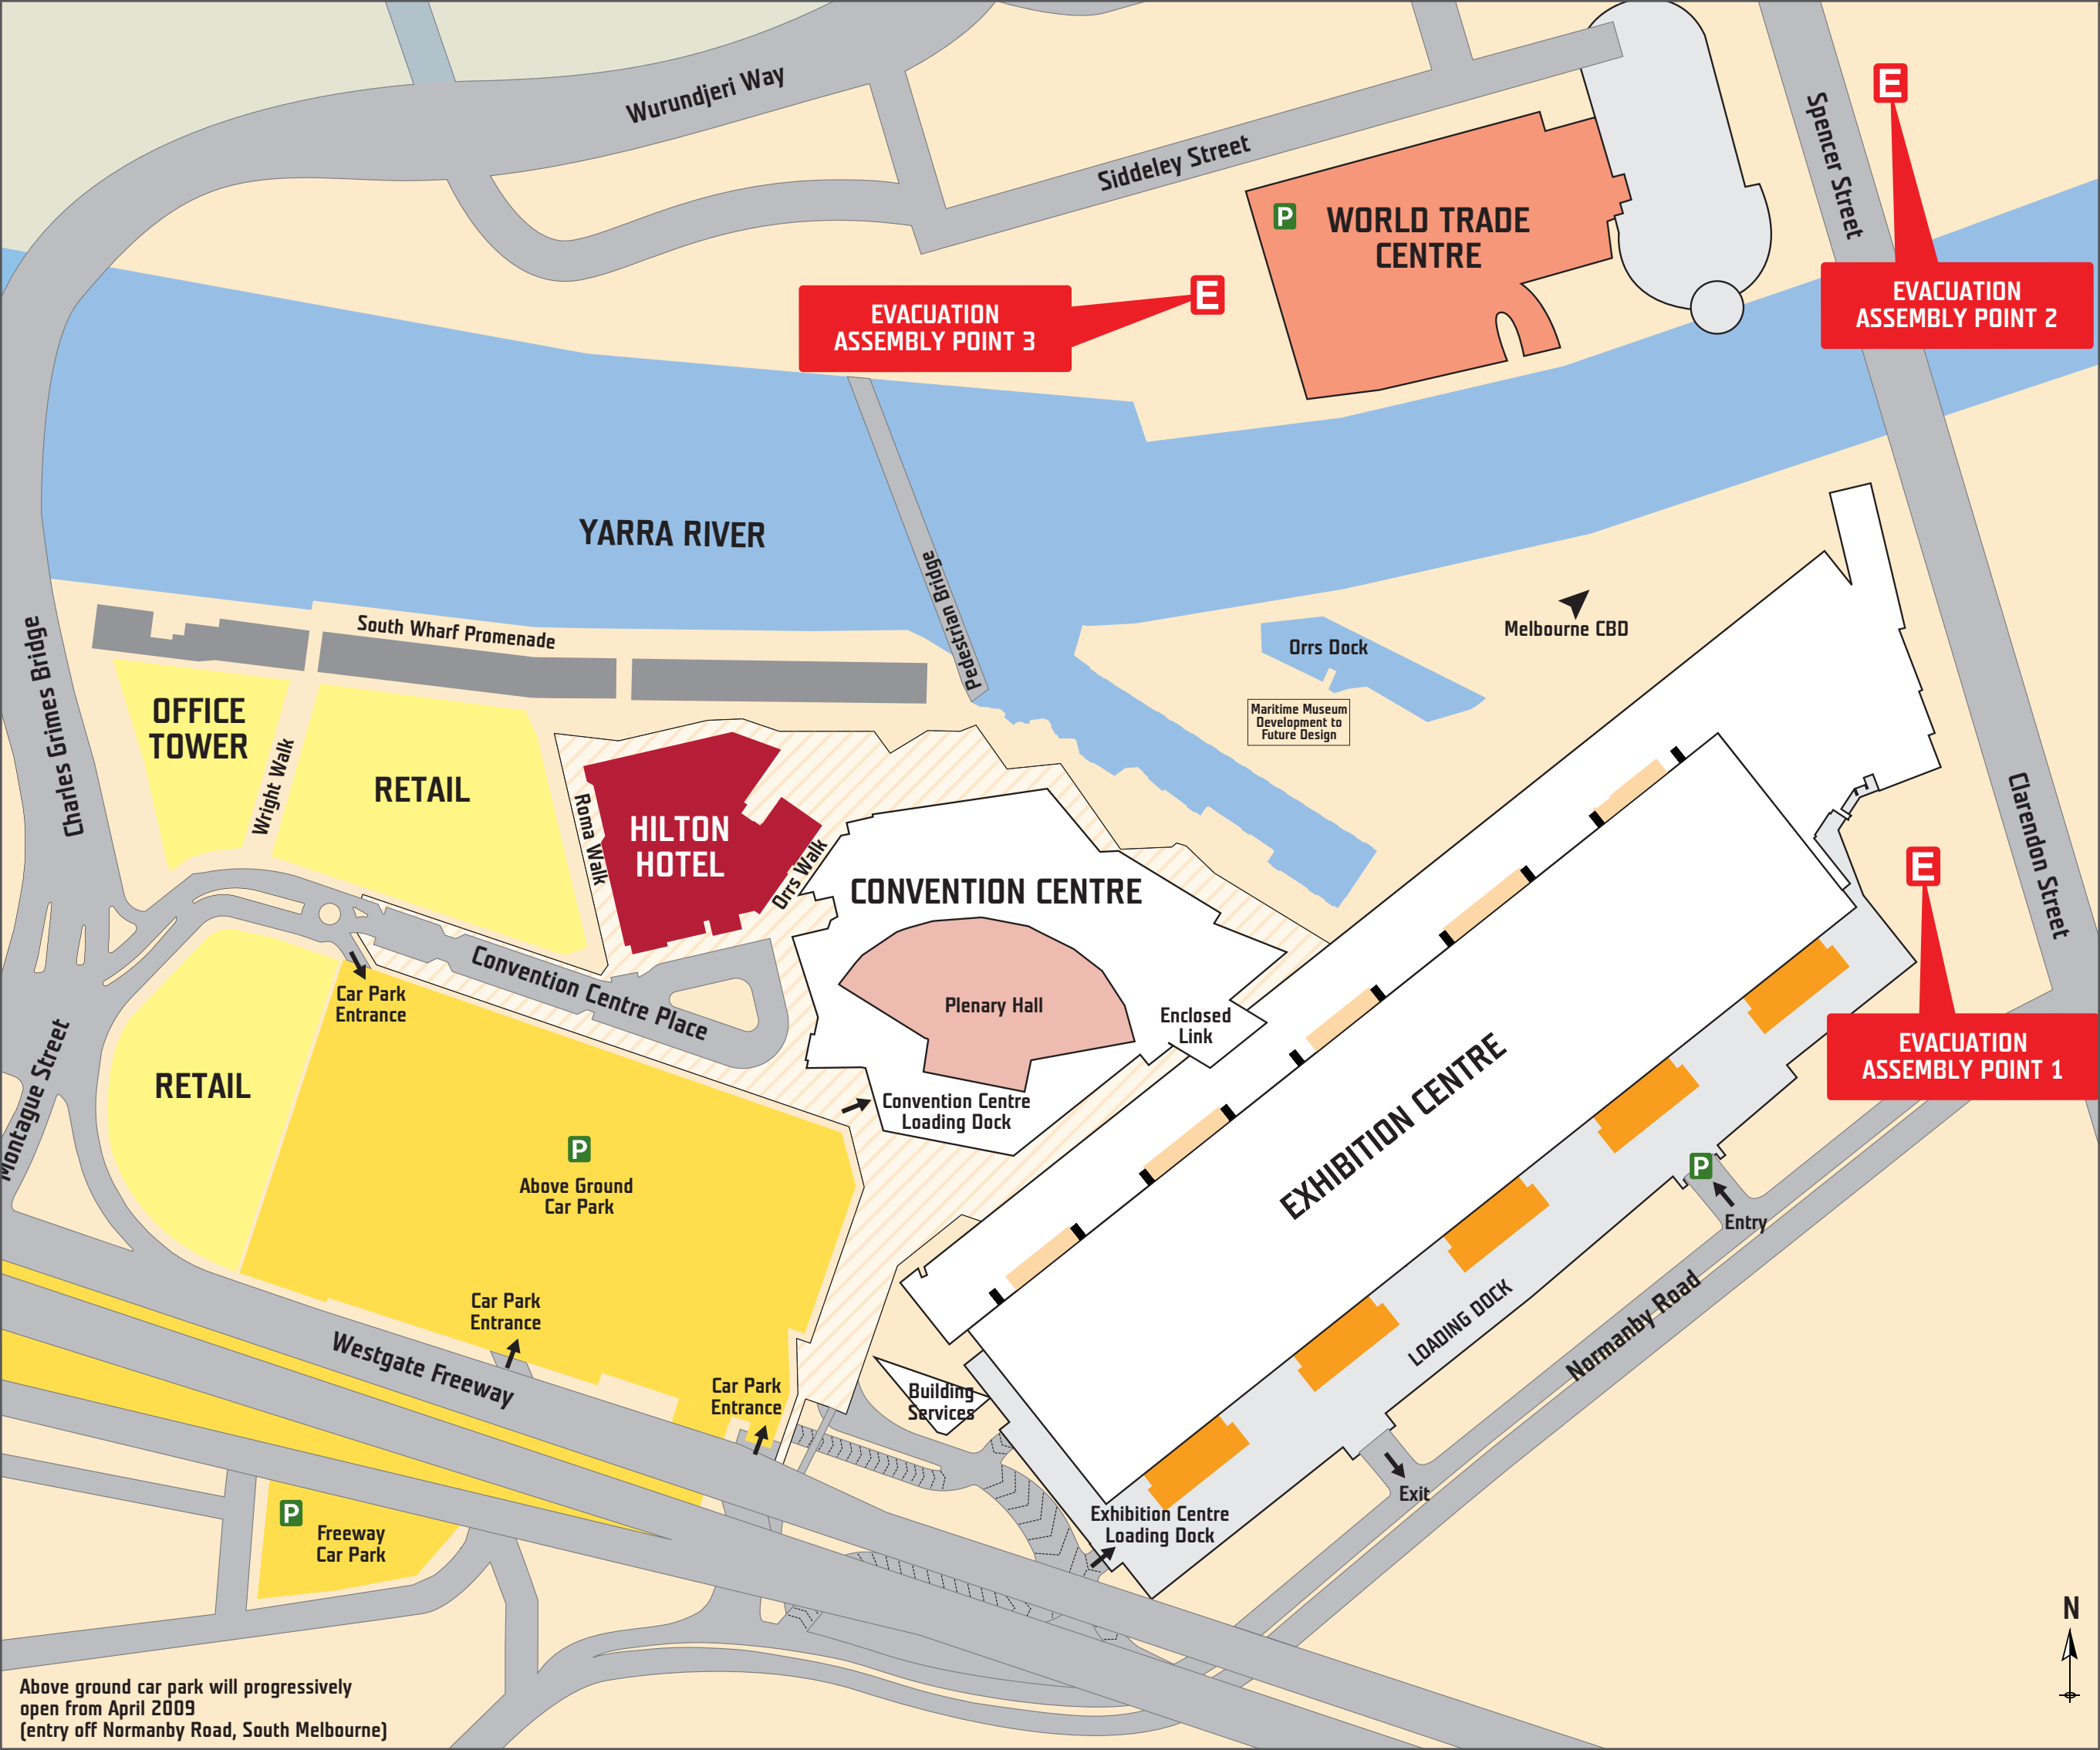 Wurundjeri Way
Siddeley Street
Spencer Street
E
P
WORLD TRADE
CENTRE
E
EVACUATION
ASSEMBLY POINT 3
EVACUATION
ASSEMBLY POINT 2
YARRA RIVER
Pedestrian Bridge
South Wharf Promenade
Charles Grimes Bridge
Orrs Dock
Melbourne CBD
Maritime Museum
Development to
Future Design
OFFICE
TOWER
Wright Walk
RETAIL
Roma Walk
HILTON
HOTEL
Orrs Walk
CONVENTION CENTRE
Clarendon Street
E
Convention Centre Place
Car Park
Entrance
Plenary Hall
Enclosed
Link
EVACUATION
ASSEMBLY POINT 1
Montague Street
RETAIL
EXHIBITION CENTRE
Convention Centre
Loading Dock
P
Above Ground
Car Park
P
Entry
Car Park
Entrance
Westgate Freeway
LOADING DOCK
Normanby Road
Car Park
Entrance
Building
Services
Exit
P
Freeway
Car Park
Exhibition Centre
Loading Dock
N
Above ground car park will progressively
open from April 2009
(entry off Normanby Road, South Melbourne)